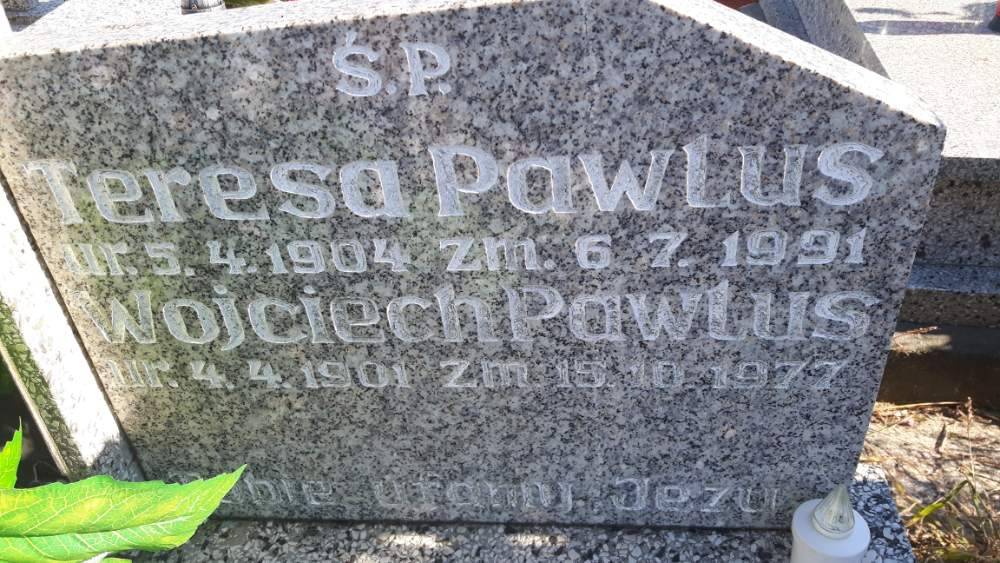 Ś.P.
Teresa Pawlus
ur. 5. 4. 1904 zm. 6. 7. 1991
Wojciech Pawlus
ur. 4. 4. 1901 zm 15. 10. 1977
ufamy Jezu